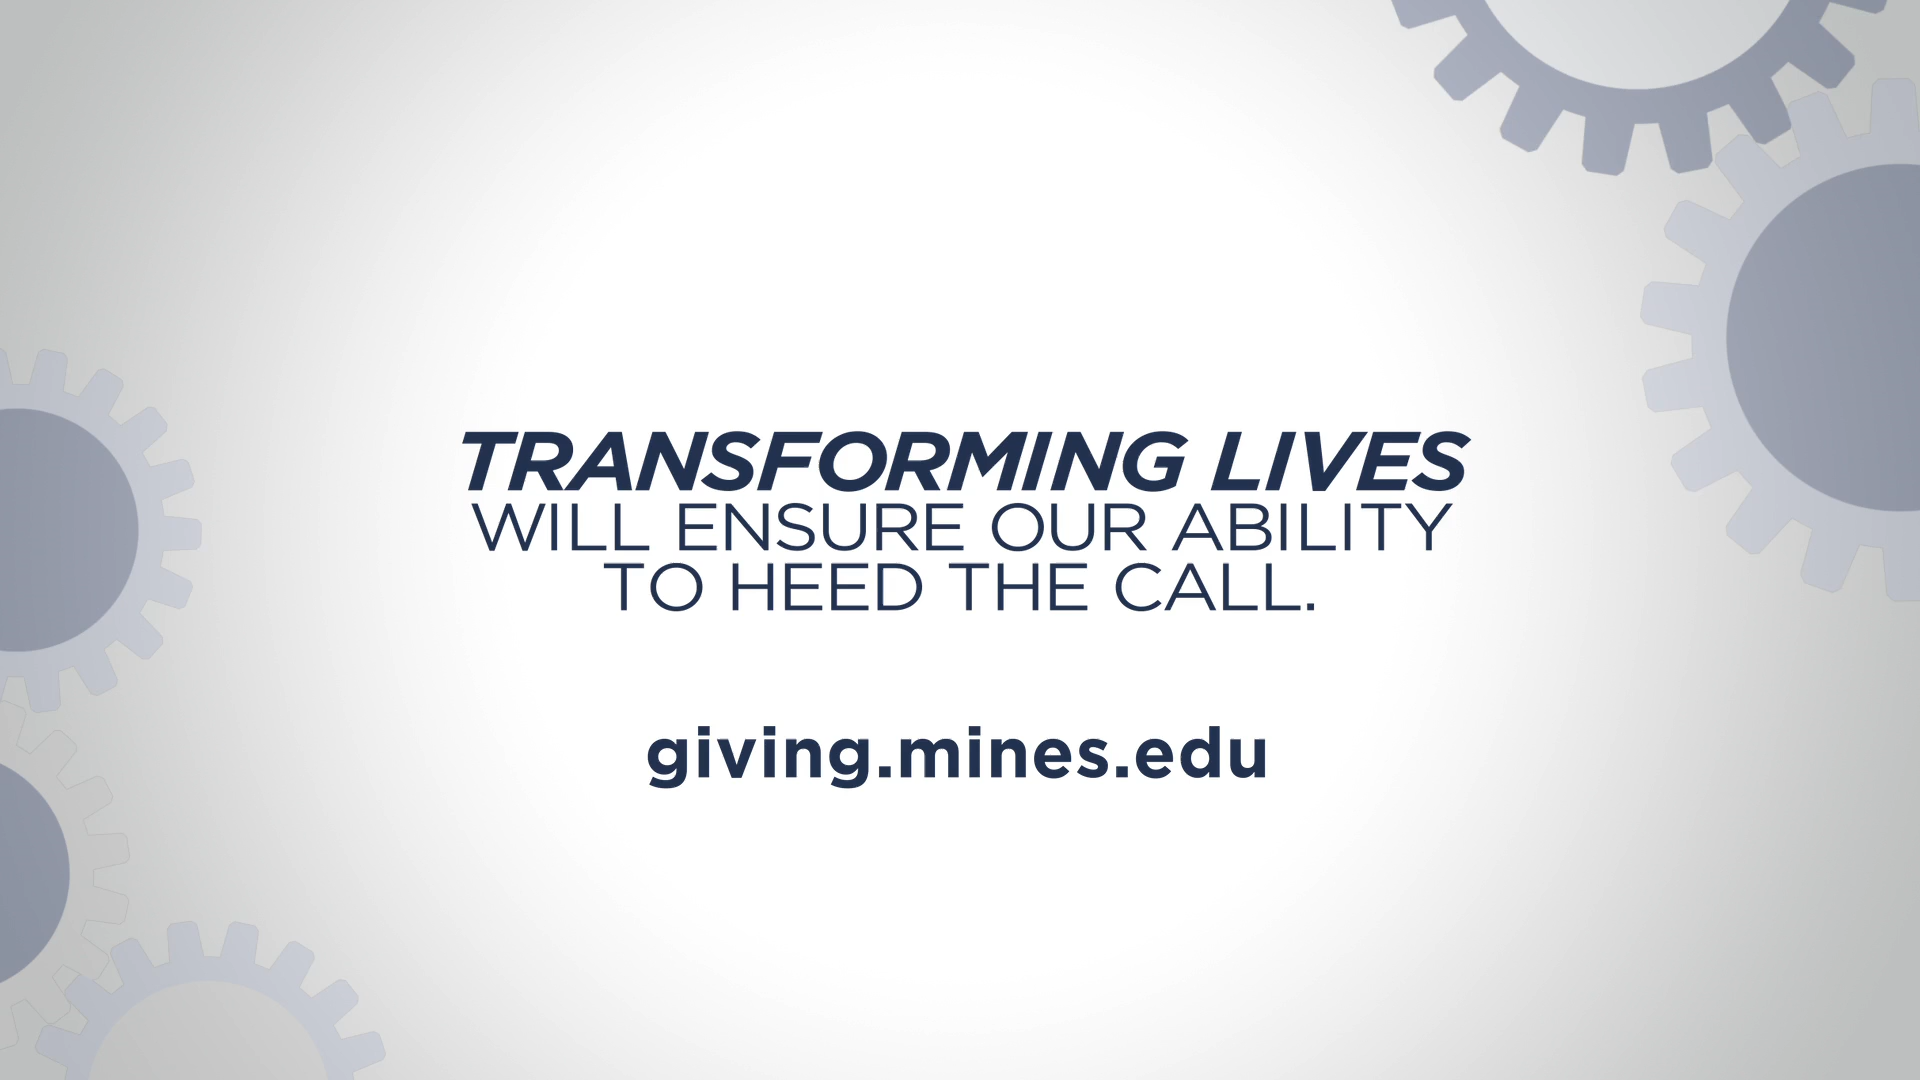 TRANSFORMING LIVES
WILL ENSURE OUR ABILITY
TO HEED THE CALL.
giving.mines.edu